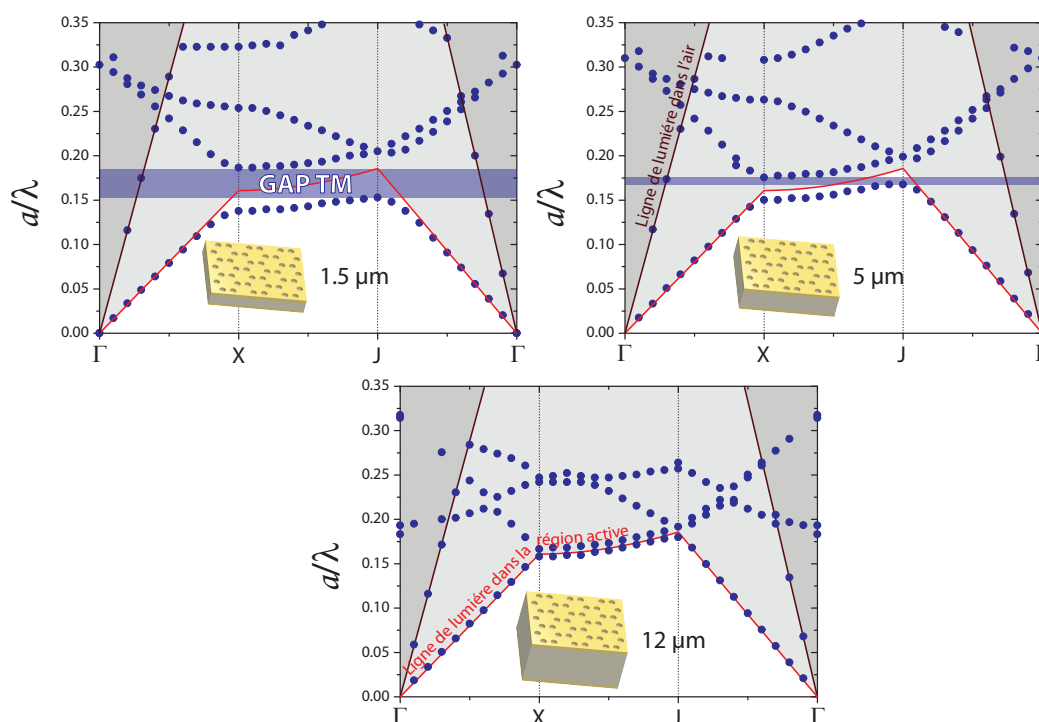 0.35
0.30
0.25
0.20
0.15
0.10
0.05
0.00
a/λ
GAP TM
1.5 µm
Γ X J Γ
0.35
0.30
0.25
0.20
0.15
0.10
0.05
0.00
a/λ
Ligne de lumiére dans l'air
5 µm
Γ X J
0.35
0.30
0.25
0.20
0.15
0.10
0.05
0.00
a/λ
Ligne de lumiére dans la région active
12 µm
Γ X J Γ